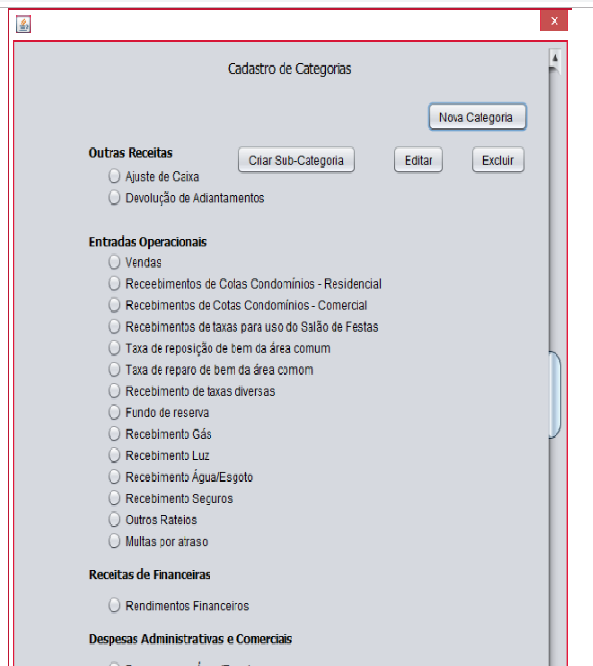 x
Cadastro de Categorias
Nova Categoria
Outras Receitas
Criar Sub-Categoria
Editar
Excluir
Ajuste de Caixa
Devolução de Adiantamentos
Entradas Operacionais
Vendas
Receebimentos de Cotas Condomínios - Residencial
Recebimentos de Cotas Condomínios - Comercial
Recebimentos de taxas para uso do Salão de Festas
Taxa de reposição de bem da área comum
Taxa de reparo de bem da área comom
Recebimento de taxas diversas
Fundo de reserva
Recebimento Gás
Recebimento Luz
Recebimento Água/Esgoto
Recebimento Seguros
Outros Rateios
Multas por atraso
Receitas de Financeiras
Rendimentos Financeiros
Despesas Administrativas e Comerciais